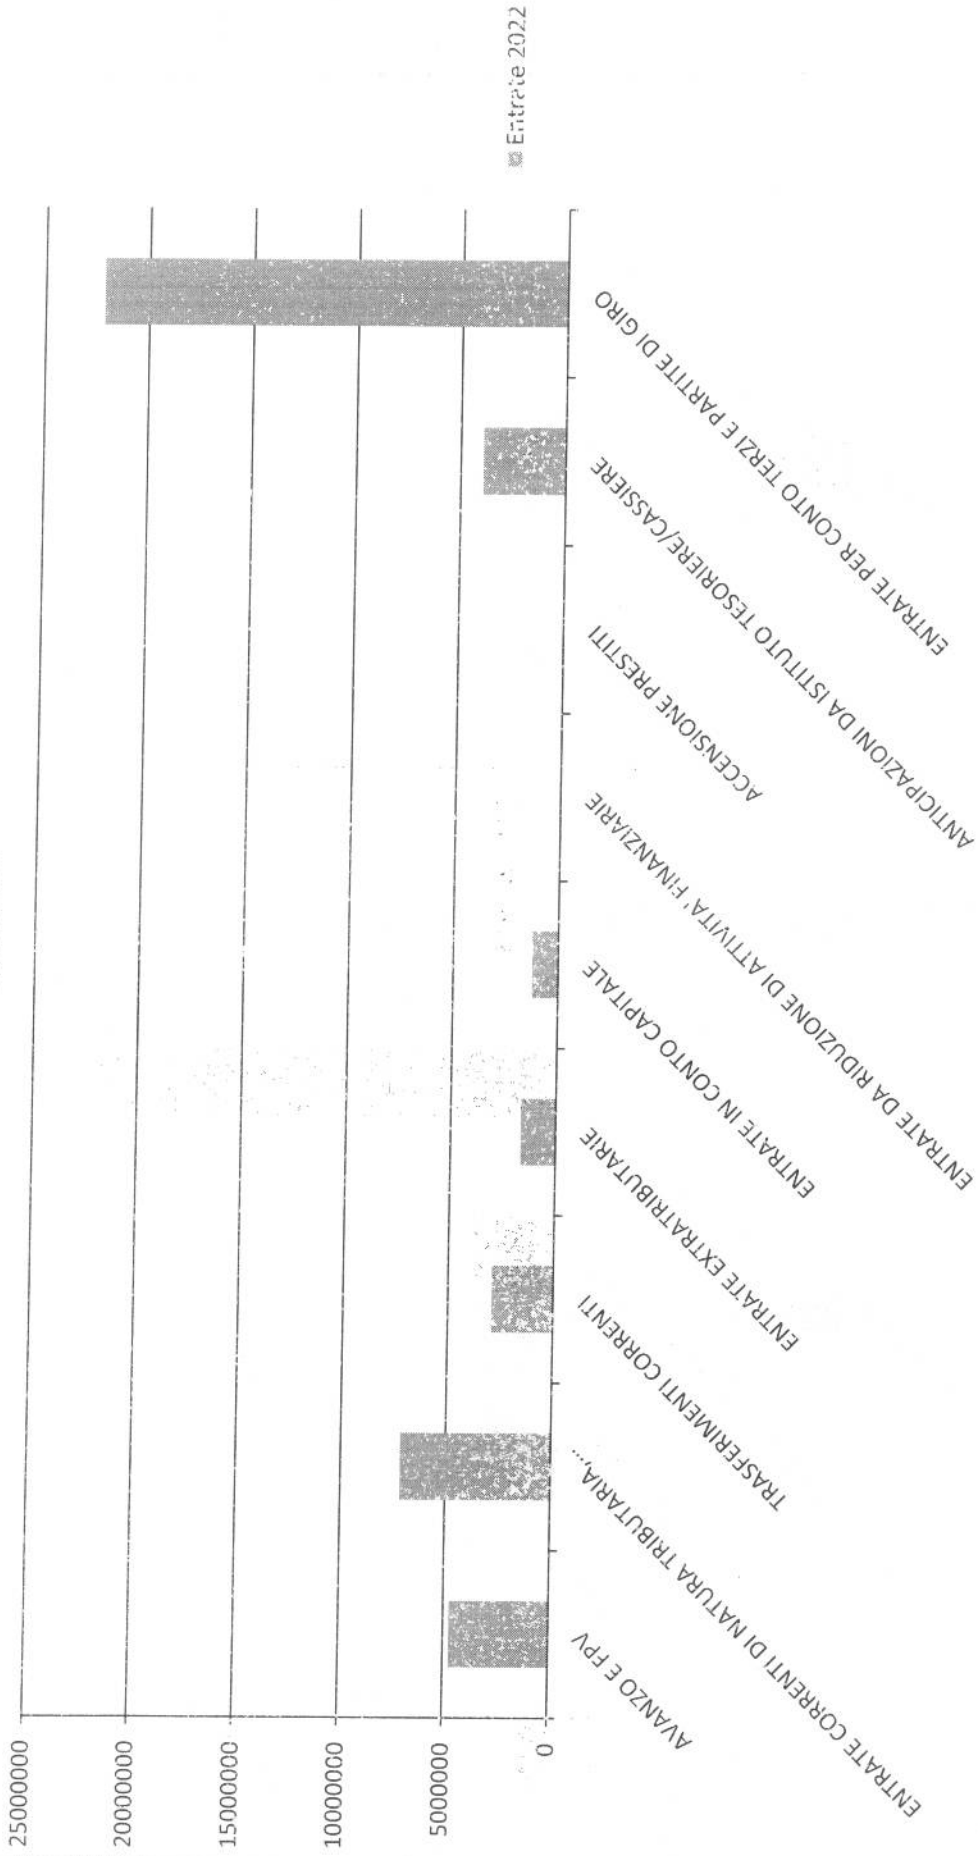 25000000
20000000
15000000
10000000
5000000
0
AVANZO E FPV
ENTRATE CORRENTI DI NATURA TRIBUTARIA,...
TRASFERIMENTI CORRENTI
ENTRATE EXTRATRIBUTARIE
ENTRATE IN CONTO CAPITALE
ENTRATE DA RIDUZIONE DI ATTIVITA' FINANZIARIE
ACCENSIONE PRESTITI
ANTICIPAZIONI DA ISTITUTO TESORIERE/CASSIERE
ENTRATE PER CONTO TERZI E PARTITE DI GIRO
Entrate 2022